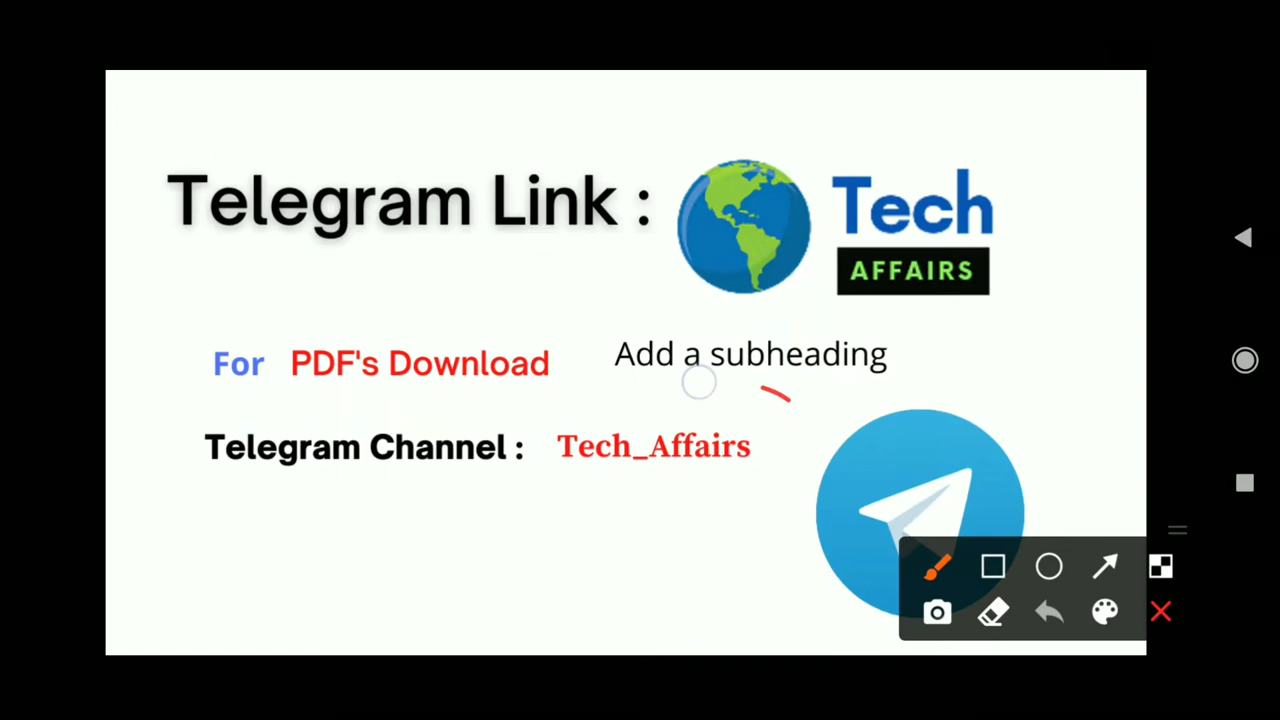 Telegram Link :
Tech
AFFAIRS
For PDF's Download
Add a subheading
Telegram Channel : Tech_Affairs